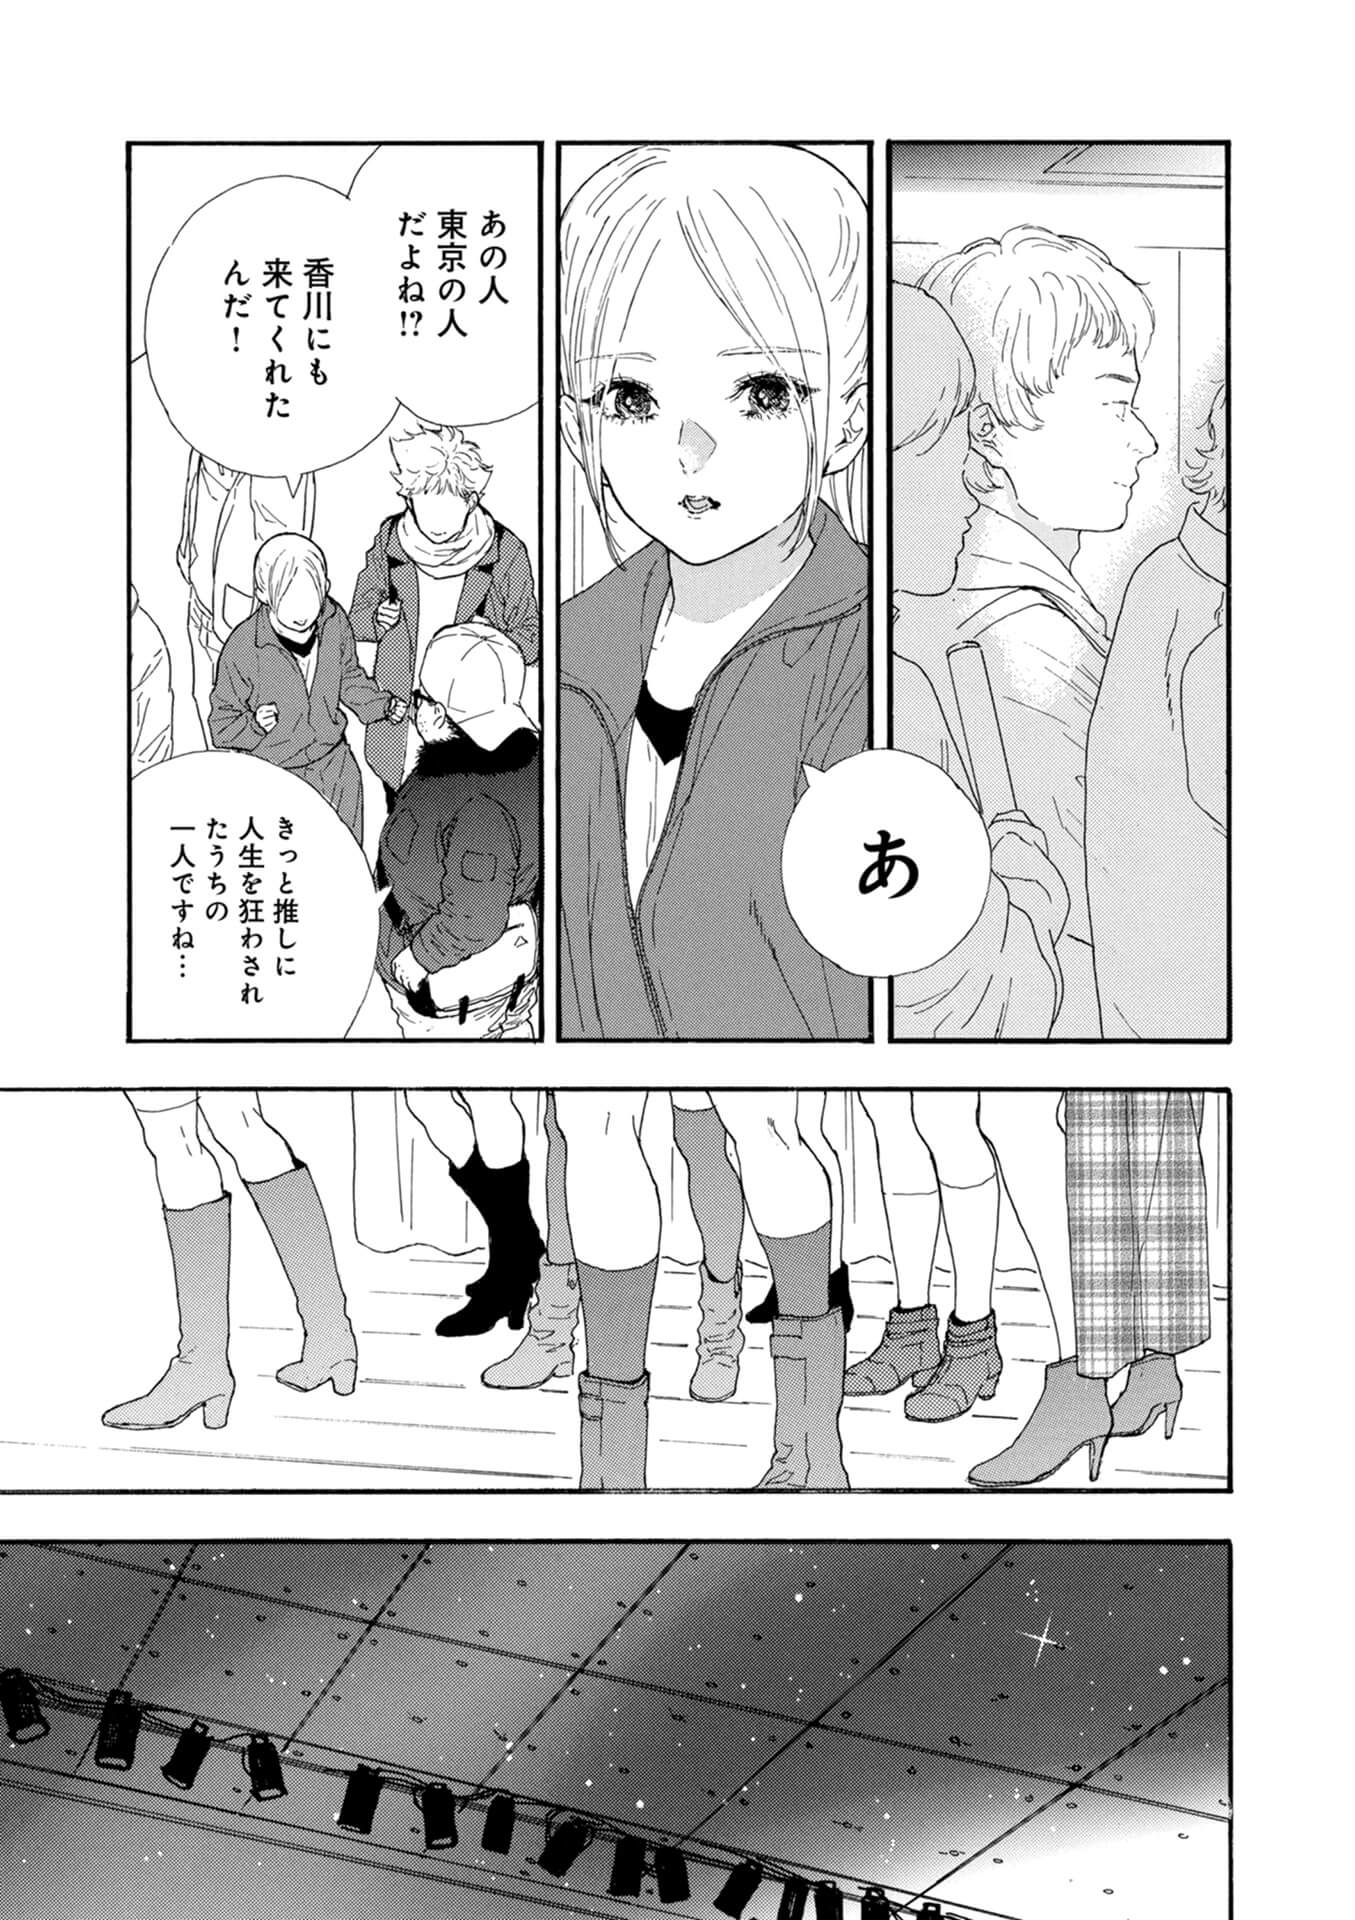 あ
あの人
東京の人
だよね!?
香川にも
来てくれた
んだ！
きっと推しに
人生を狂わされ
たうちの
一人ですね…